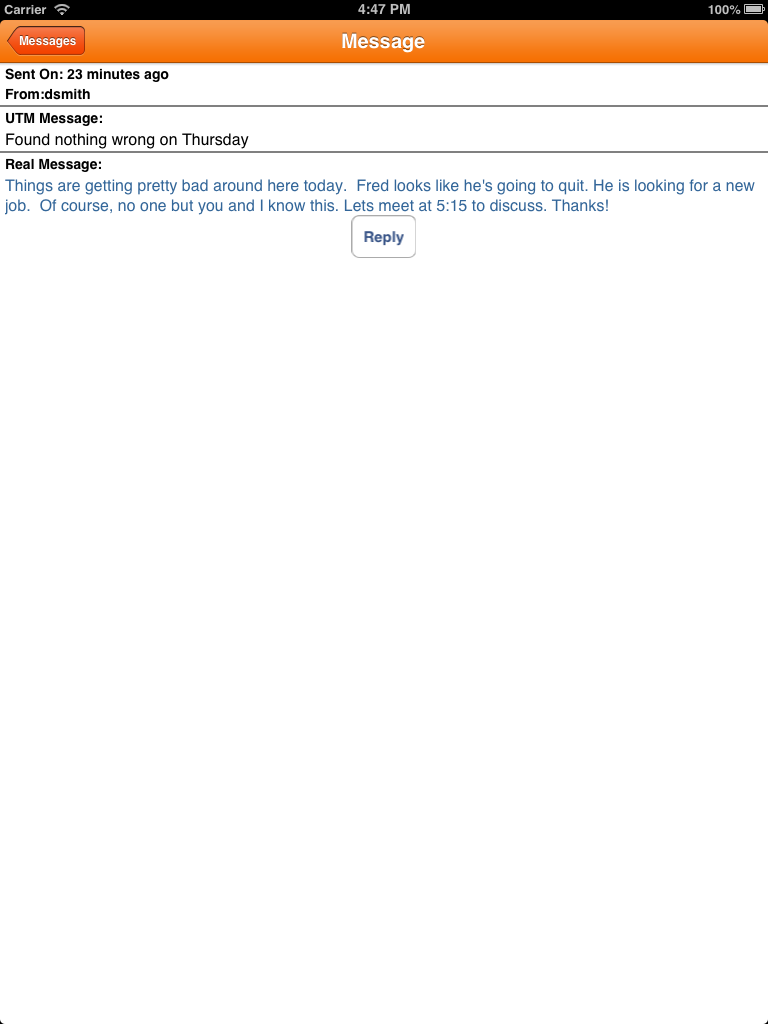 Carrier 4:47 PM 100%
Messages Message
Sent On: 23 minutes ago
From:dsmith
UTM Message:
Found nothing wrong on Thursday
Real Message:
Things are getting pretty bad around here today.  Fred looks like he's going to quit. He is looking for a new
job.  Of course, no one but you and I know this. Lets meet at 5:15 to discuss. Thanks!
Reply